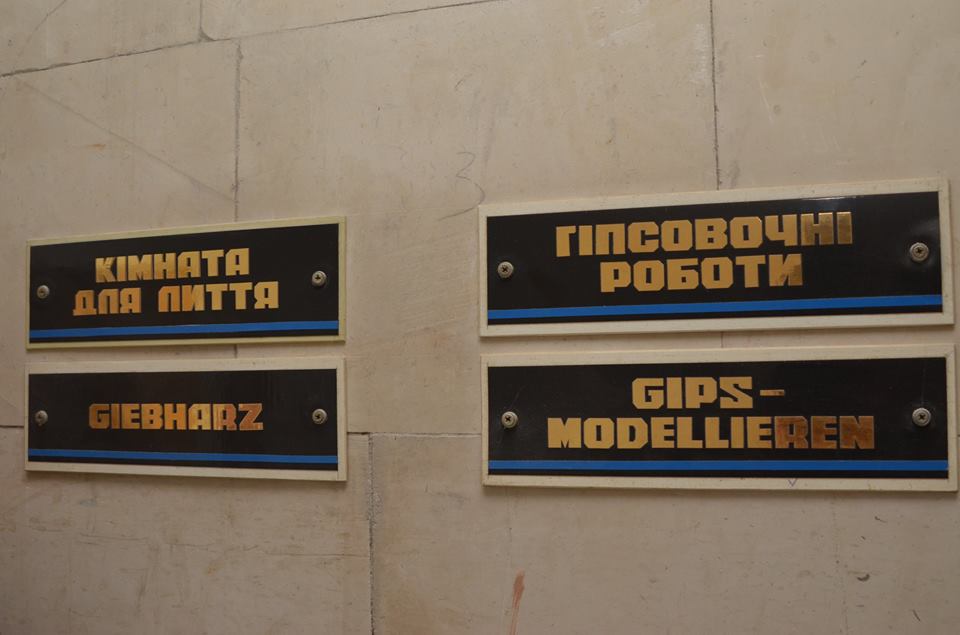 КІМНАТА
ДЛЯ ЛИТТЯ
GIEBHARZ
ГІПСОВОЧНІ
РОБОТИ
GIPS-
MODELLIEREN